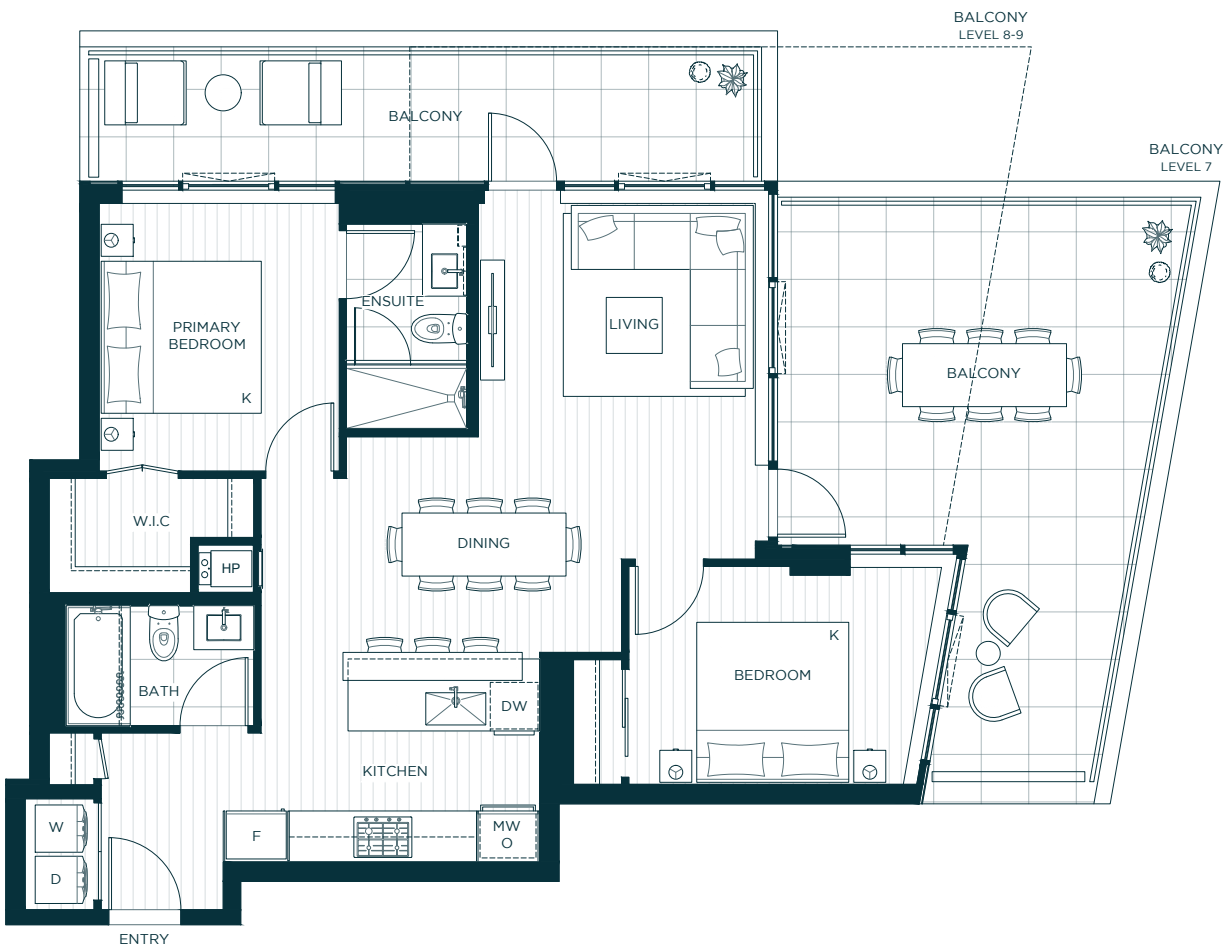 BALCONY
LEVEL 8-9
BALCONY
BALCONY
LEVEL 7
ENSUITE
PRIMARY
BEDROOM
LIVING
BALCONY
K
W.I.C
DINING
HP
K
BEDROOM
BATH
DW
KITCHEN
W
F
MW
O
D
ENTRY